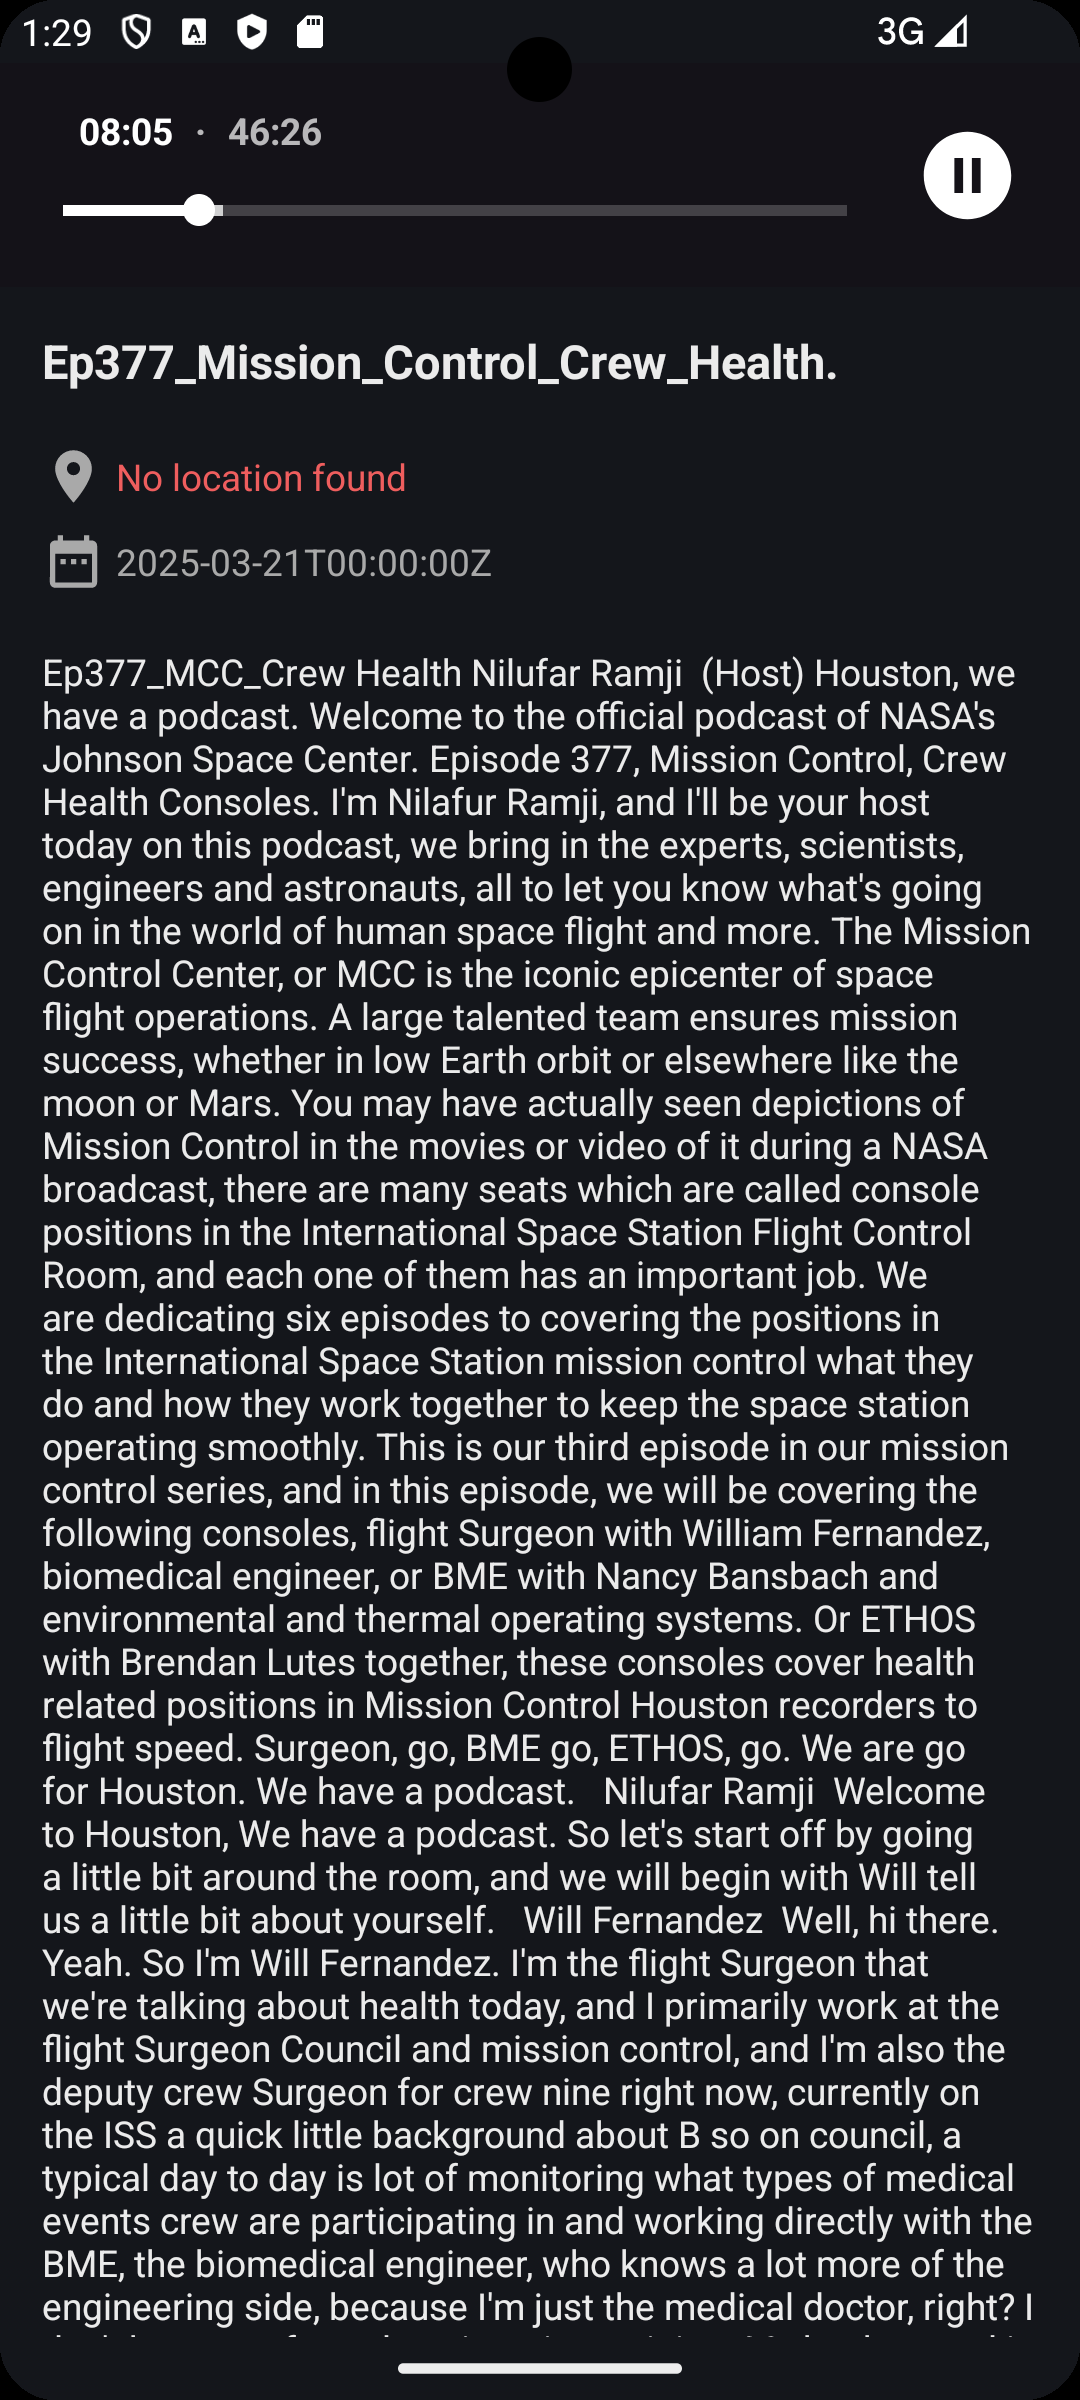 1:29
3G
08:05 · 46:26
Ep377_Mission_Control_Crew_Health.
No location found
2025-03-21T00:00:00Z
Ep377_MCC_Crew Health Nilufar Ramji  (Host) Houston, we
have a podcast. Welcome to the official podcast of NASA's
Johnson Space Center. Episode 377, Mission Control, Crew
Health Consoles. I'm Nilafur Ramji, and I'll be your host
today on this podcast, we bring in the experts, scientists,
engineers and astronauts, all to let you know what's going
on in the world of human space flight and more. The Mission
Control Center, or MCC is the iconic epicenter of space
flight operations. A large talented team ensures mission
success, whether in low Earth orbit or elsewhere like the
moon or Mars. You may have actually seen depictions of
Mission Control in the movies or video of it during a NASA
broadcast, there are many seats which are called console
positions in the International Space Station Flight Control
Room, and each one of them has an important job. We
are dedicating six episodes to covering the positions in
the International Space Station mission control what they
do and how they work together to keep the space station
operating smoothly. This is our third episode in our mission
control series, and in this episode, we will be covering the
following consoles, flight Surgeon with William Fernandez,
biomedical engineer, or BME with Nancy Bansbach and
environmental and thermal operating systems. Or ETHOS
with Brendan Lutes together, these consoles cover health
related positions in Mission Control Houston recorders to
flight speed. Surgeon, go, BME go, ETHOS, go. We are go
for Houston. We have a podcast.   Nilufar Ramji  Welcome
to Houston, We have a podcast. So let's start off by going
a little bit around the room, and we will begin with Will tell
us a little bit about yourself.   Will Fernandez  Well, hi there.
Yeah. So I'm Will Fernandez. I'm the flight Surgeon that
we're talking about health today, and I primarily work at the
flight Surgeon Council and mission control, and I'm also the
deputy crew Surgeon for crew nine right now, currently on
the ISS a quick little background about B so on council, a
typical day to day is lot of monitoring what types of medical
events crew are participating in and working directly with the
BME, the biomedical engineer, who knows a lot more of the
engineering side, because I'm just the medical doctor, right? I